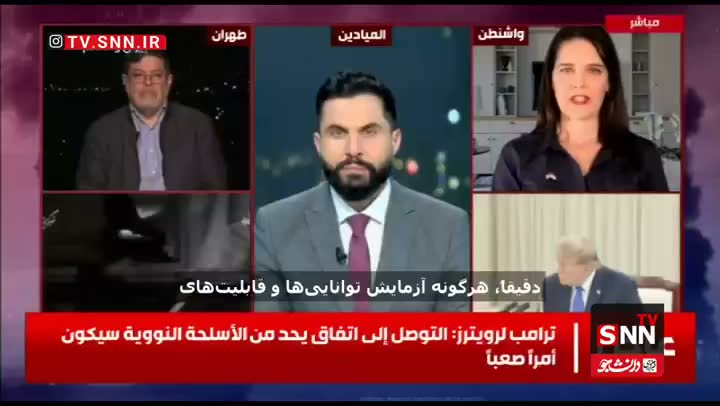 TV.SNN.IR
طهران
الميادين
واشنطن
مباشر
دقیقا، هرگونه آزمایش توانایی‌ها و قابلیت‌های
ترامب لرويترز: التوصل إلى اتفاق يحد من الأسلحة النووية سيكون
أمراً صعباً
SNN TV
دانشجو